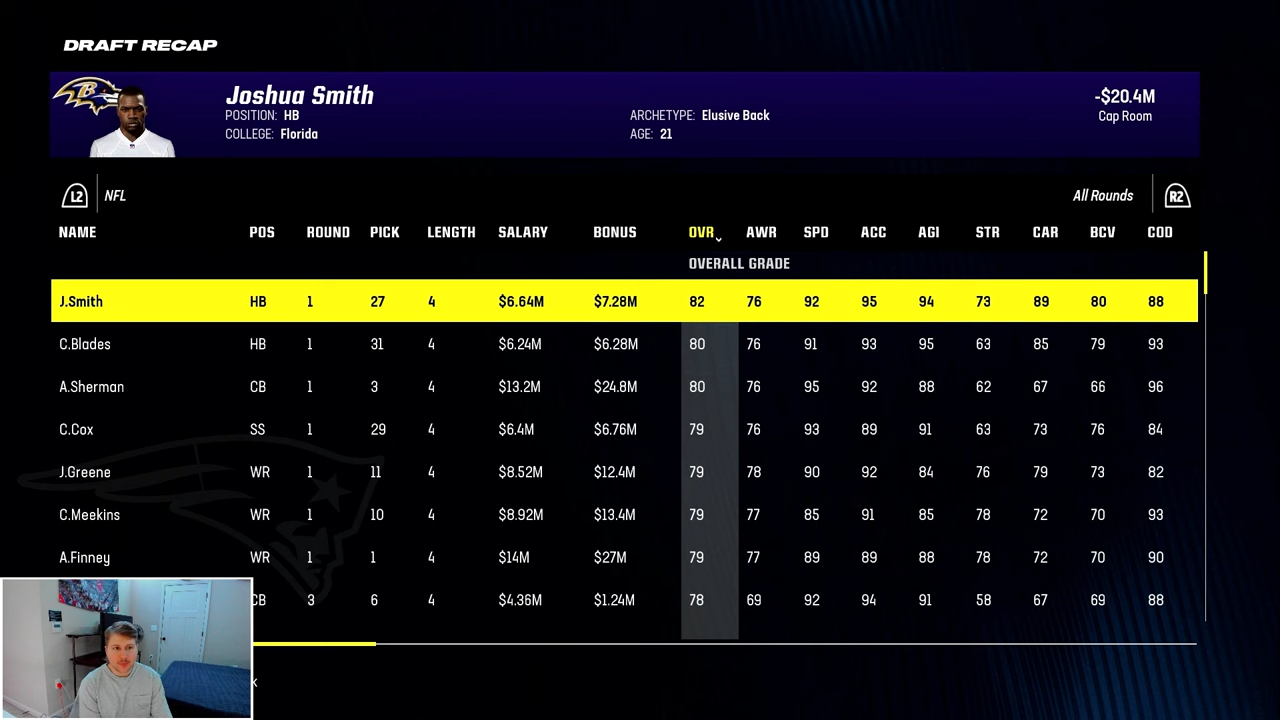 DRAFT RECAP
Joshua Smith
POSITION: HB
COLLEGE: Florida
ARCHETYPE: Elusive Back
AGE: 21
-$20.4M
Cap Room
L2 NFL All Rounds R2
NAME POS ROUND PICK LENGTH SALARY BONUS OVR AWR SPD ACC AGI STR CAR BCV COD
OVERALL GRADE
J.Smith HB 1 27 4 $6.64M $7.28M 82 76 92 95 94 73 89 80 88
C.Blades HB 1 31 4 $6.24M $6.28M 80 76 91 93 95 63 85 79 93
A.Sherman CB 1 3 4 $13.2M $24.8M 80 76 95 92 88 62 67 66 96
C.Cox SS 1 29 4 $6.4M $6.76M 79 76 93 89 91 63 73 76 84
J.Greene WR 1 11 4 $8.52M $12.4M 79 78 90 92 84 76 79 73 82
C.Meekins WR 1 10 4 $8.92M $13.4M 79 77 85 91 85 78 72 70 93
A.Finney WR 1 1 4 $14M $27M 79 77 89 89 88 78 72 70 90
CB 3 6 4 $4.36M $1.24M 78 69 92 94 91 58 67 69 88